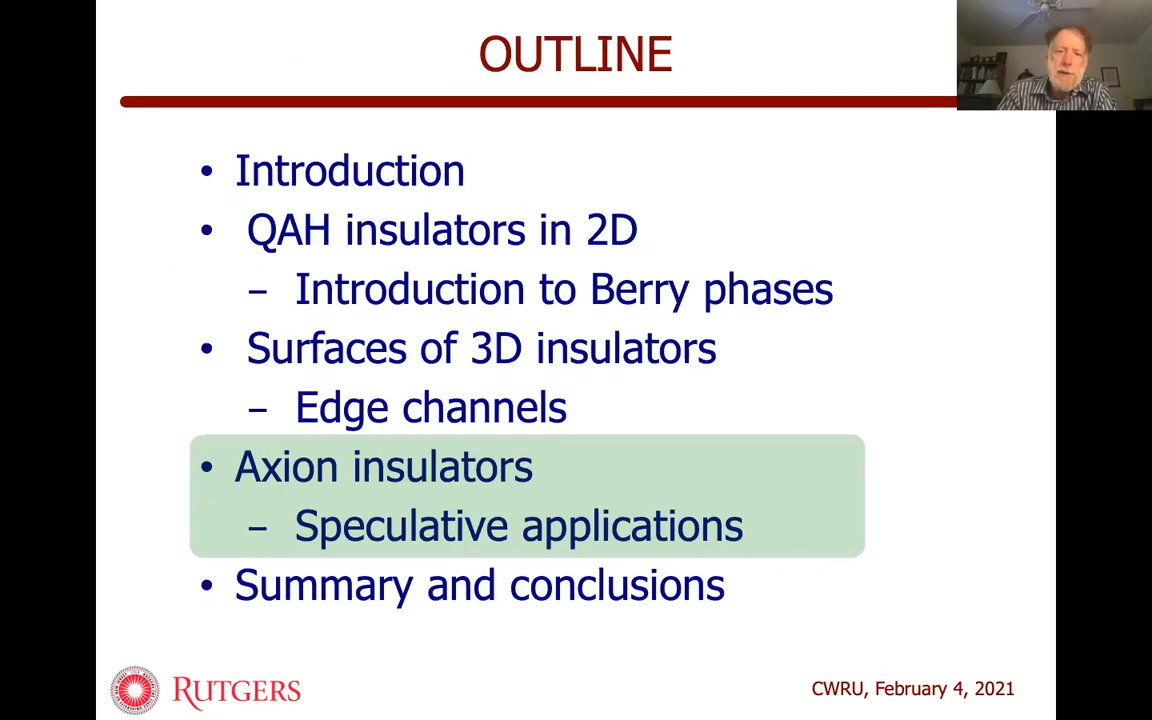 OUTLINE
• Introduction
• QAH insulators in 2D
– Introduction to Berry phases
• Surfaces of 3D insulators
– Edge channels
• Axion insulators
– Speculative applications
• Summary and conclusions
RUTGERS
CWRU, February 4, 2021